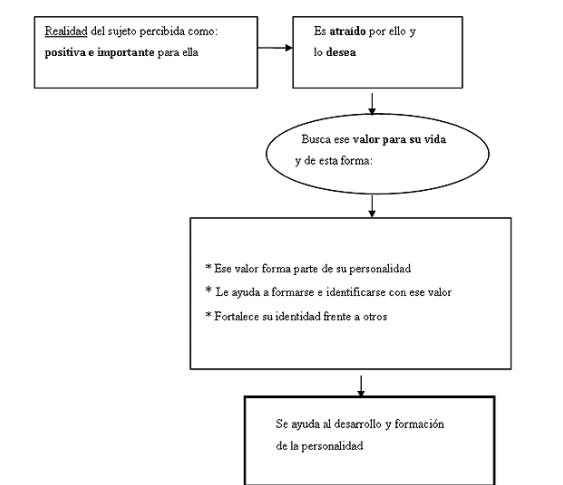 Realidad del sujeto percibida como:
positiva e importante para ella
Es atraído por ello y
lo desea
Busca ese valor para su vida
y de esta forma:
* Ese valor forma parte de su personalidad
* Le ayuda a formarse e identificarse con ese valor
* Fortalece su identidad frente a otros
Se ayuda al desarrollo y formación
de la personalidad